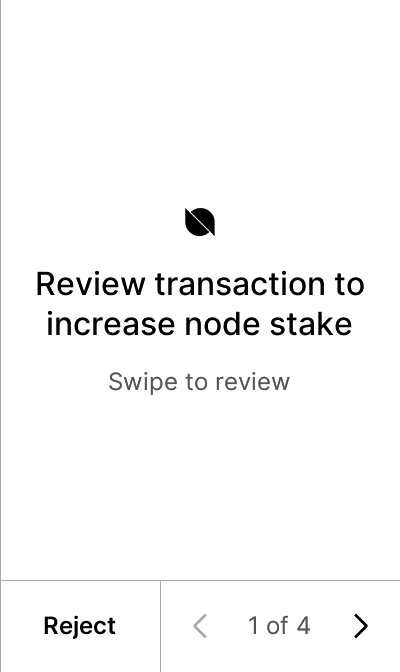 Review transaction to
increase node stake
Swipe to review
Reject
1 of 4